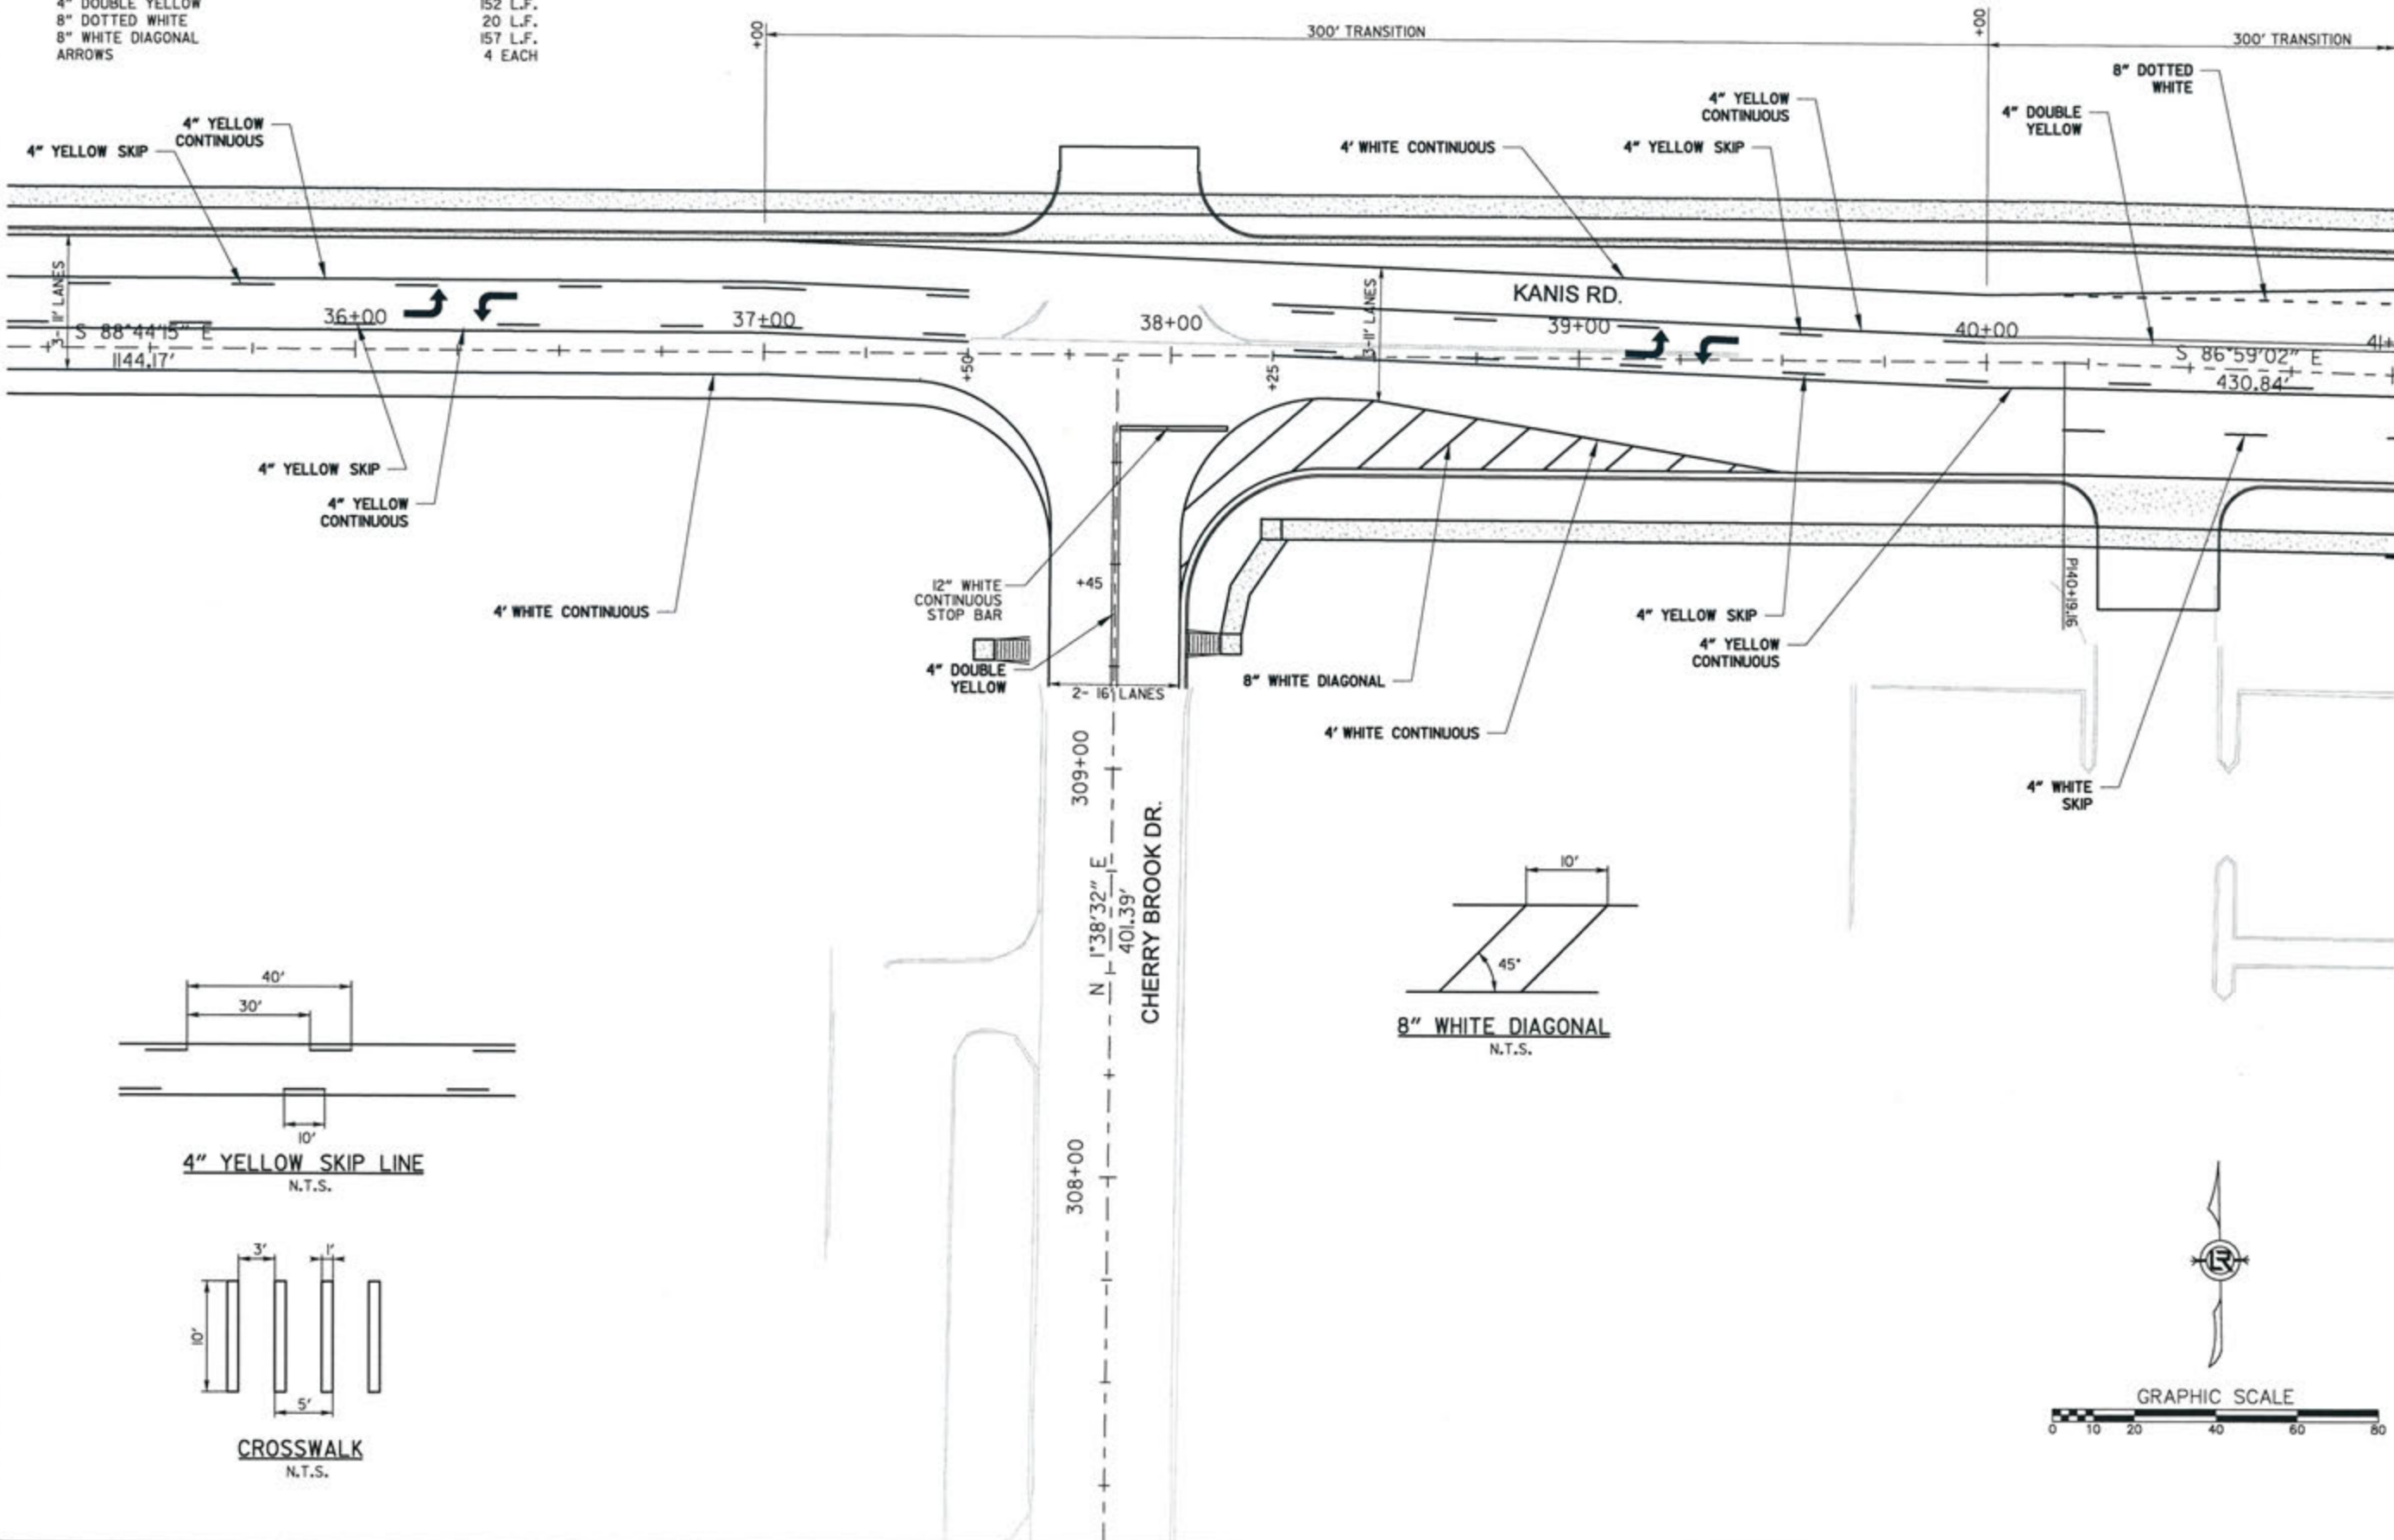 4" DOUBLE YELLOW 152 L.F.
8" DOTTED WHITE 20 L.F.
8" WHITE DIAGONAL 157 L.F.
ARROWS 4 EACH
+00
300' TRANSITION
+00
300' TRANSITION
8" DOTTED
WHITE
4" YELLOW
CONTINUOUS
4" DOUBLE
YELLOW
4" YELLOW
CONTINUOUS
4" YELLOW SKIP
4' WHITE CONTINUOUS
4" YELLOW SKIP
3-11' LANES
36+00
37+00
38+00
KANIS RD.
39+00
40+00
41+
S 88°44'15" E
1144.17'
+50
+25
3-11' LANES
S 86°59'02" E
430.84'
4" YELLOW SKIP
4" YELLOW
CONTINUOUS
4' WHITE CONTINUOUS
12" WHITE
CONTINUOUS
STOP BAR
+45
4" DOUBLE
YELLOW
2- 16' LANES
8" WHITE DIAGONAL
4' WHITE CONTINUOUS
4" YELLOW SKIP
4" YELLOW
CONTINUOUS
PI40+19.16
4" WHITE
SKIP
309+00
N 1°38'32" E
401.39'
CHERRY BROOK DR.
308+00
10'
45°
8" WHITE DIAGONAL
N.T.S.
40'
30'
10'
4" YELLOW SKIP LINE
N.T.S.
3'
1'
10'
5'
CROSSWALK
N.T.S.
LR
GRAPHIC SCALE
0 10 20 40 60 80